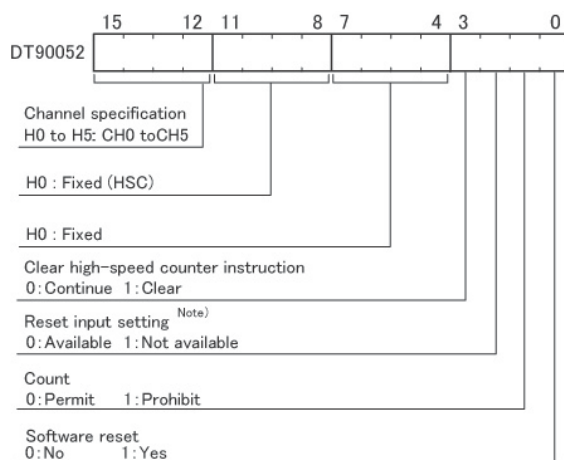 15 12 11 8 7 4 3 0
DT90052
Channel specification
H0 to H5: CH0 toCH5
H0 : Fixed (HSC)
H0 : Fixed
Clear high-speed counter instruction
0:Continue 1:Clear
Reset input setting Note)
0:Available 1:Not available
Count
0:Permit 1:Prohibit
Software reset
0:No 1:Yes